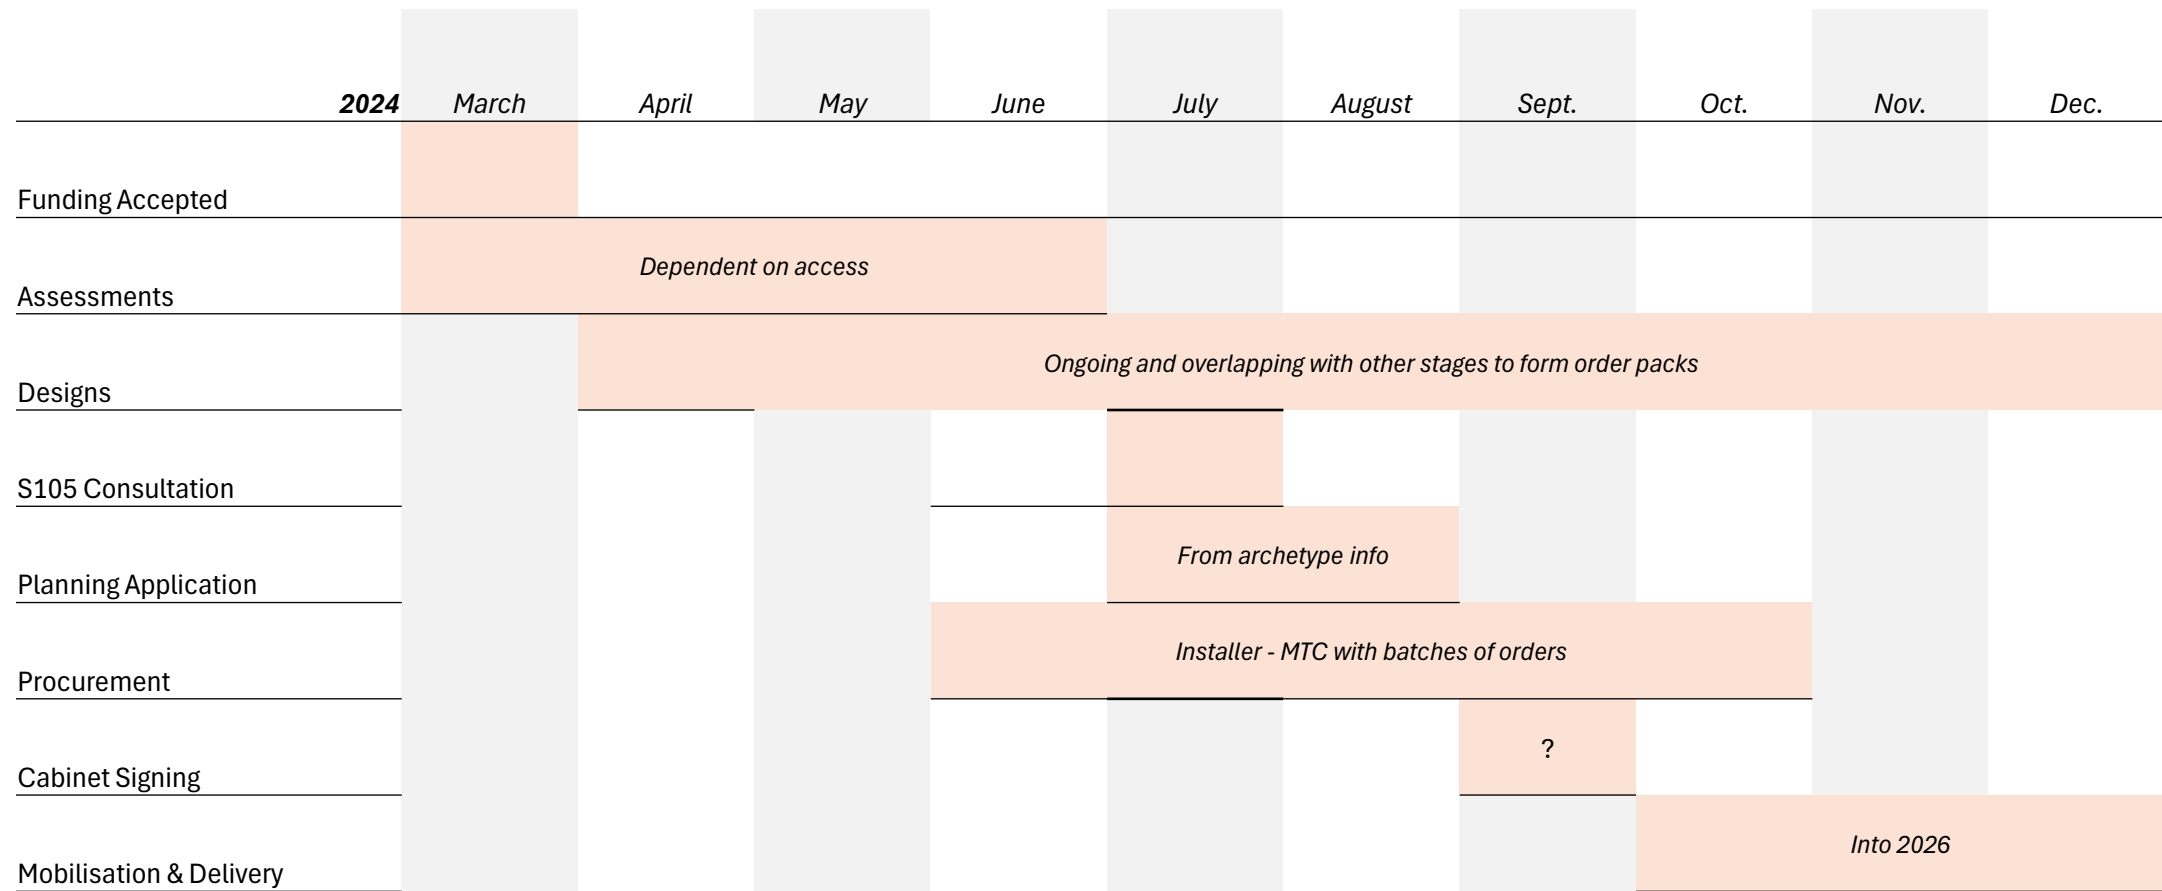 2024 March April May June July August Sept. Oct. Nov. Dec.
Funding Accepted
Dependent on access
Assessments
Ongoing and overlapping with other stages to form order packs
Designs
S105 Consultation
From archetype info
Planning Application
Installer - MTC with batches of orders
Procurement
?
Cabinet Signing
Into 2026
Mobilisation & Delivery